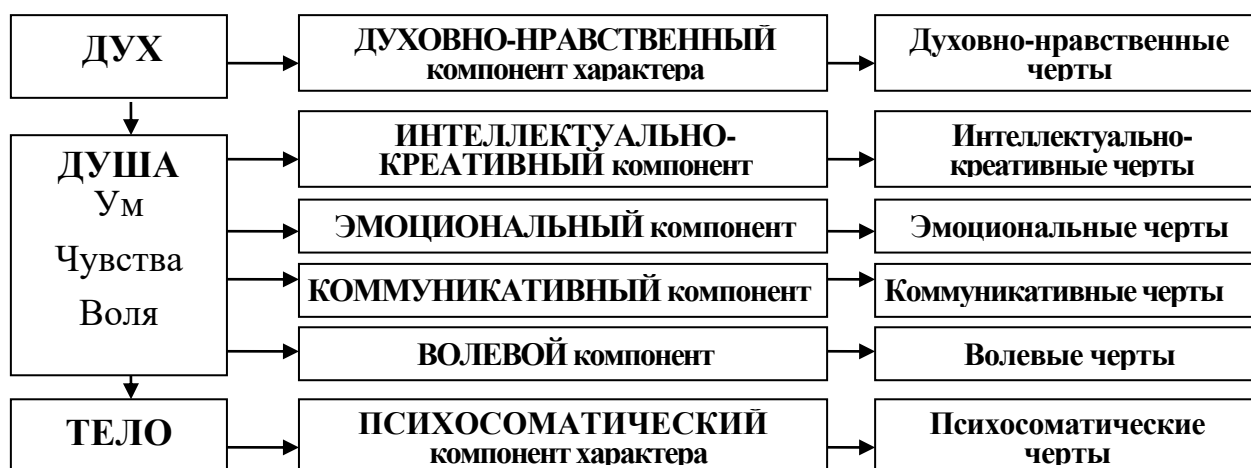 ДУХ
ДУХОВНО-НРАВСТВЕННЫЙ
компонент характера
Духовно-нравственные
черты
ДУША
Ум
Чувства
Воля
ИНТЕЛЛЕКТУАЛЬНО-
КРЕАТИВНЫЙ компонент
Интеллектуально-
креативные черты
ЭМОЦИОНАЛЬНЫЙ компонент
Эмоциональные черты
КОММУНИКАТИВНЫЙ компонент
Коммуникативные черты
ВОЛЕВОЙ компонент
Волевые черты
ТЕЛО
ПСИХОСОМАТИЧЕСКИЙ
компонент характера
Психосоматические
черты